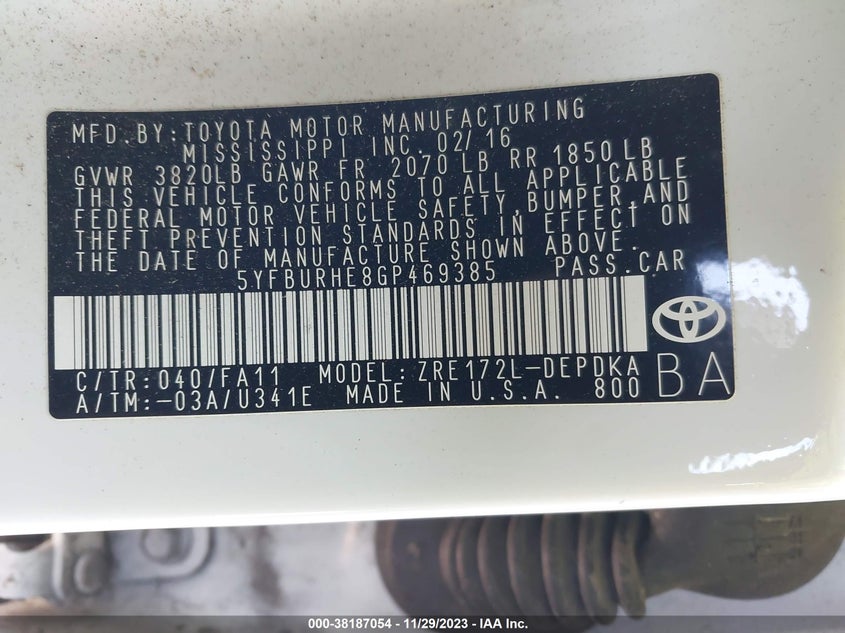 MFD BY:TOYOTA MOTOR MANUFACTURING
MISSISSIPPI INC. 02/16
GVWR 3820LB GAWR FR 2070 LB RR 1850 LB
THIS VEHICLE CONFORMS TO ALL APPLICABLE
FEDERAL MOTOR VEHICLE SAFETY,BUMPER,AND
THEFT PREVENTION STANDARDS IN EFFECT ON
THE DATE OF MANUFACTURE SHOWN ABOVE.
5YFBURHE8GP469385 PASS.CAR
C/TR:040/FA11 MODEL:ZRE172L-DEPDKA
A/TM:-03A/U341E MADE IN U.S.A. 800
BA
000-38187054 - 11/29/2023 - IAA Inc.